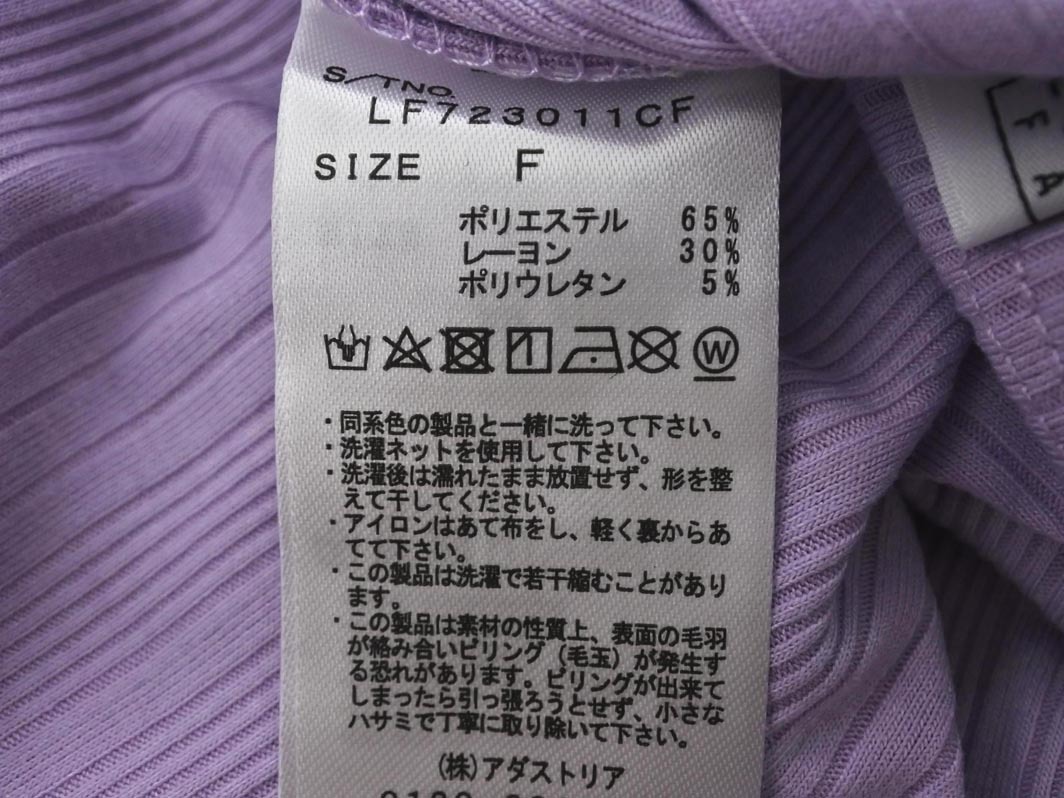 S/TNO.
LF723011CF
SIZE F
ポリエステル 65%
レーヨン 30%
ポリウレタン 5%
W
・同系色の製品と一緒に洗って下さい。
・洗濯ネットを使用して下さい。
・洗濯後は濡れたまま放置せず、形を整
えて干してください。
・アイロンはあて布をし、軽く裏からあ
てて下さい。
・この製品は洗濯で若干縮むことがあり
ます。
・この製品は素材の性質上、表面の毛羽
が絡み合いピリング（毛玉）が発生す
る恐れがあります。ピリングが出来て
しまったら引っ張ろうとせず、小さな
ハサミで丁寧に取り除いて下さい。
(株)アダストリア
F
A